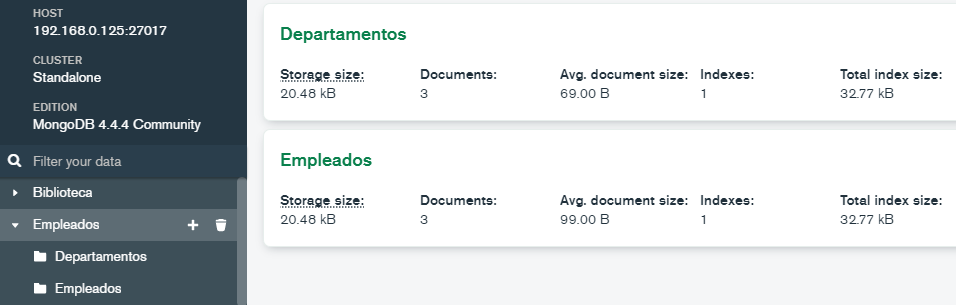 HOST
192.168.0.125:27017
CLUSTER
Standalone
EDITION
MongoDB 4.4.4 Community
Filter your data
Biblioteca
Empleados
Departamentos
Empleados
Departamentos
Storage size: Documents: Avg. document size: Indexes: Total index size:
20.48 kB 3 69.00 B 1 32.77 kB
Empleados
Storage size: Documents: Avg. document size: Indexes: Total index size:
20.48 kB 3 99.00 B 1 32.77 kB